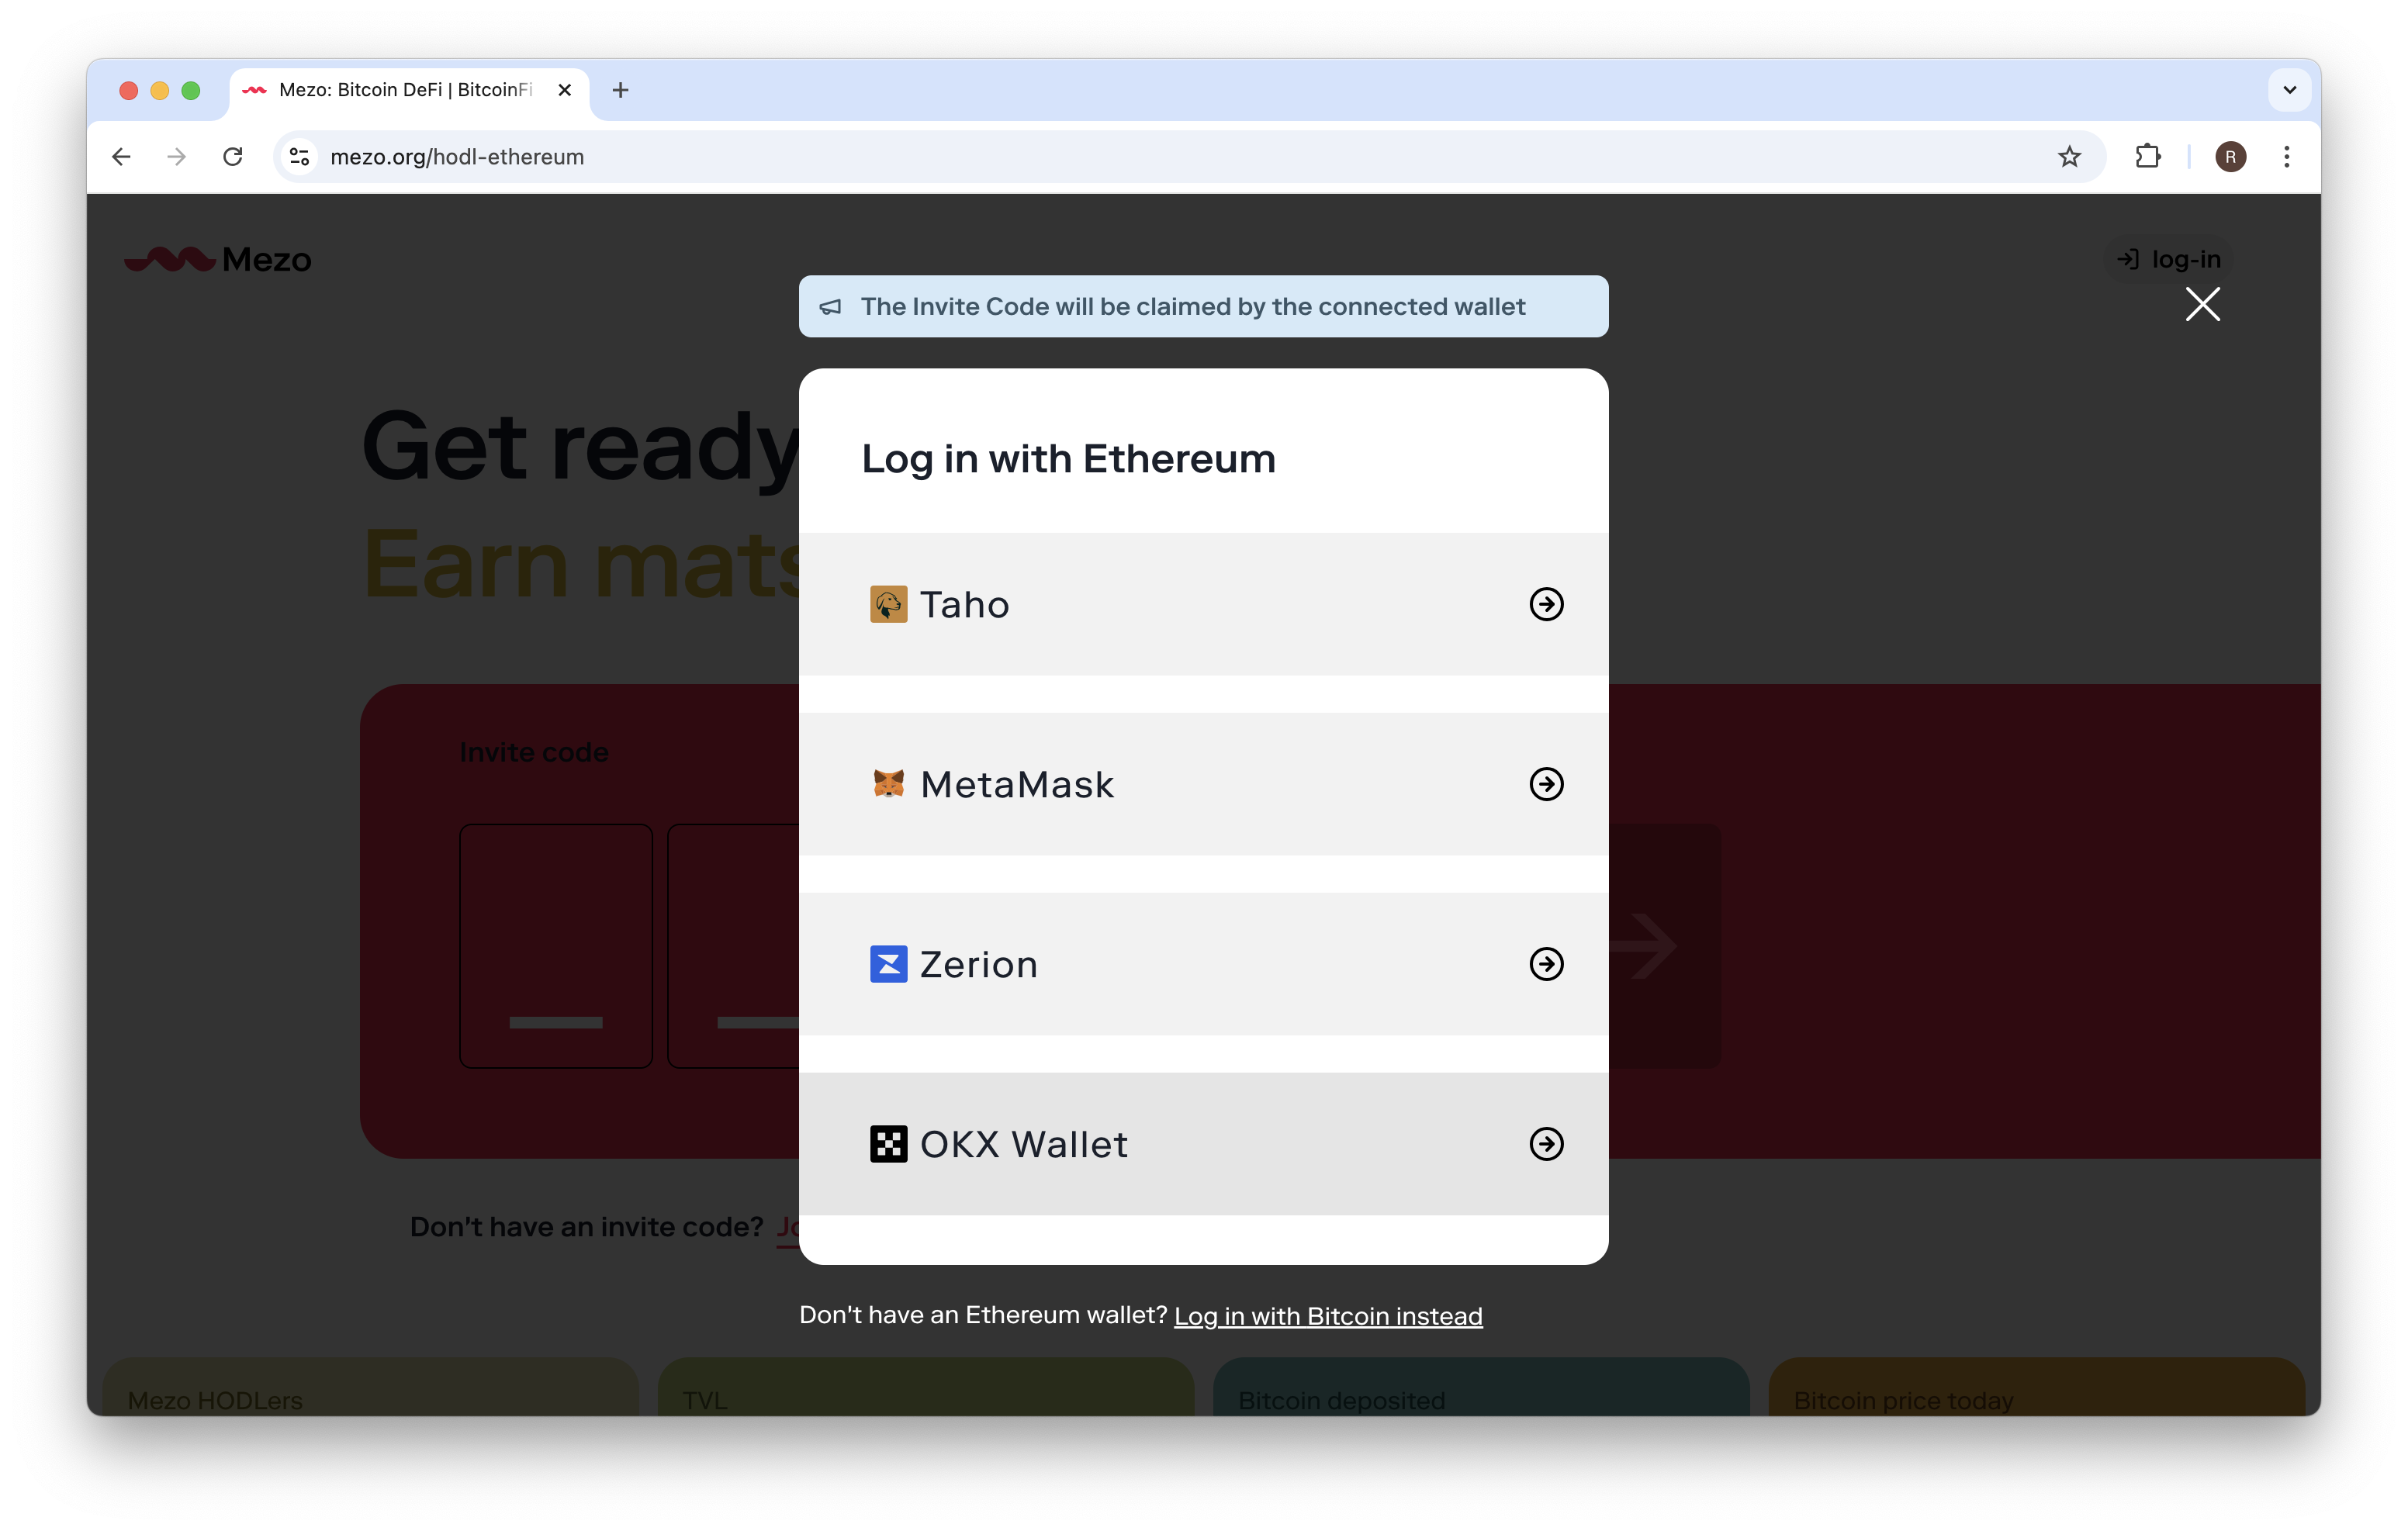 Mezo: Bitcoin DeFi | BitcoinFi
mezo.org/hodl-ethereum
R
Mezo
log-in
The Invite Code will be claimed by the connected wallet
Get ready
Earn mats
Log in with Ethereum
Taho
MetaMask
Zerion
OKX Wallet
Invite code
Don't have an invite code?
Don't have an Ethereum wallet? Log in with Bitcoin instead
Mezo HODLers
TVL
Bitcoin deposited
Bitcoin price today